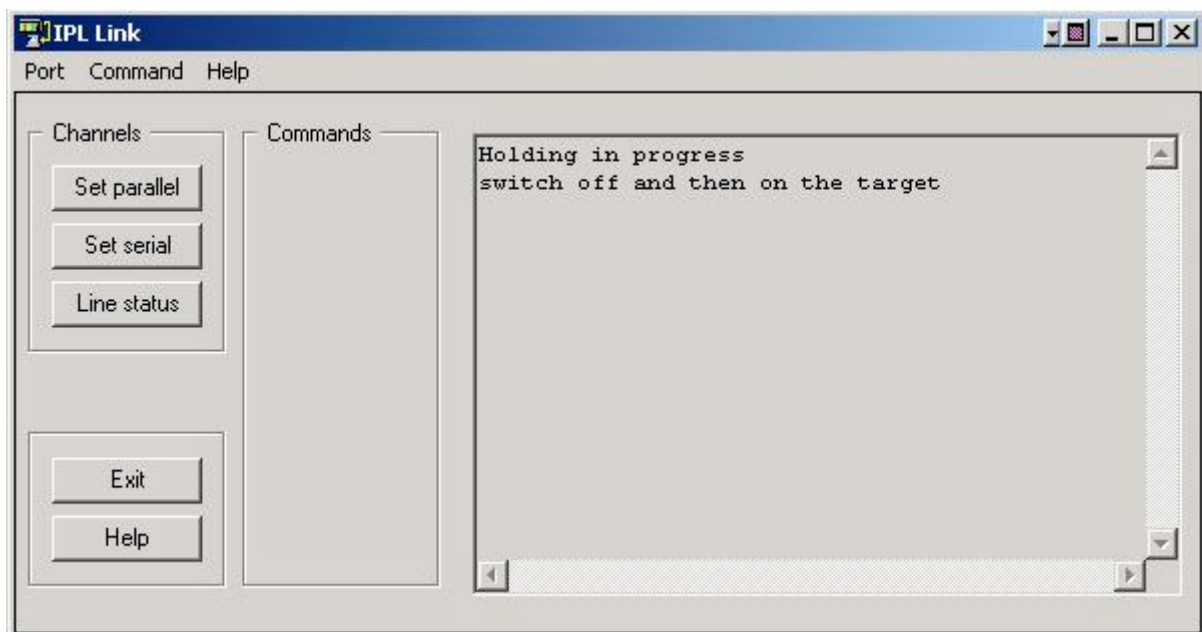 IPL Link
Port Command Help
Channels
Set parallel
Set serial
Line status
Exit
Help
Commands
Holding in progress
switch off and then on the target